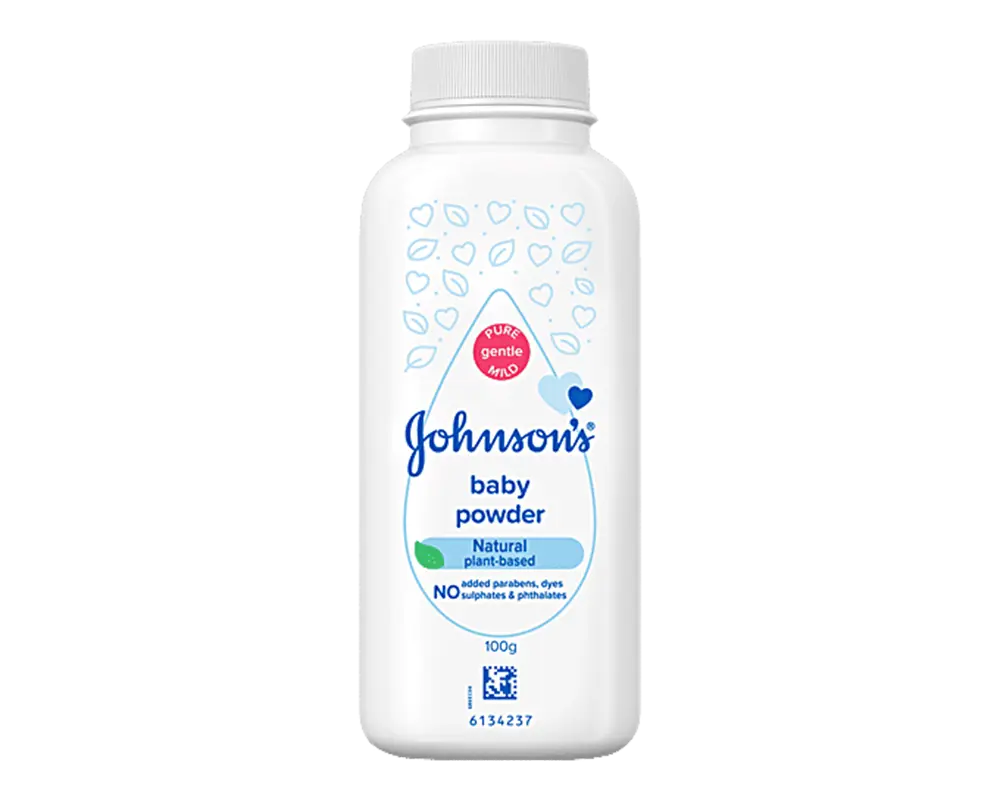 PURE
gentle
MILD
Johnson's®
baby
powder
Natural
plant-based
NO added parabens, dyes
sulphates & phthalates
100g
6134237